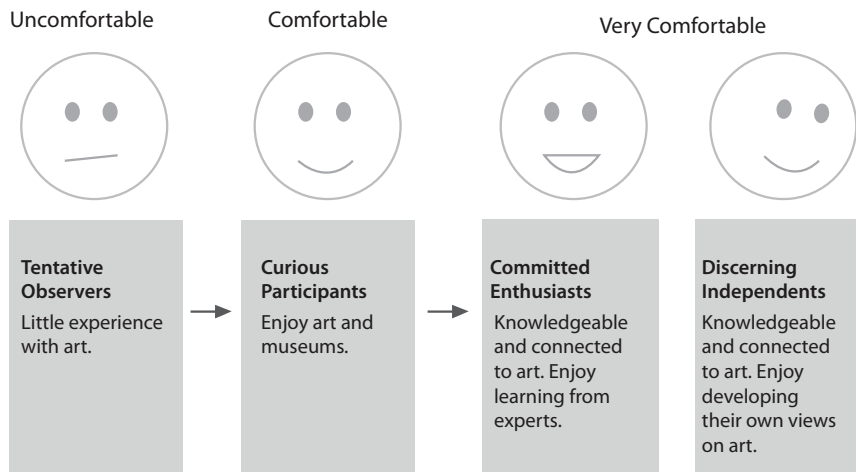 Uncomfortable
Comfortable
Very Comfortable
Tentative
Observers
Little experience
with art.
Curious
Participants
Enjoy art and
museums.
Committed
Enthusiasts
Knowledgeable
and connected
to art. Enjoy
learning from
experts.
Discerning
Independents
Knowledgeable
and connected
to art. Enjoy
developing
their own views
on art.